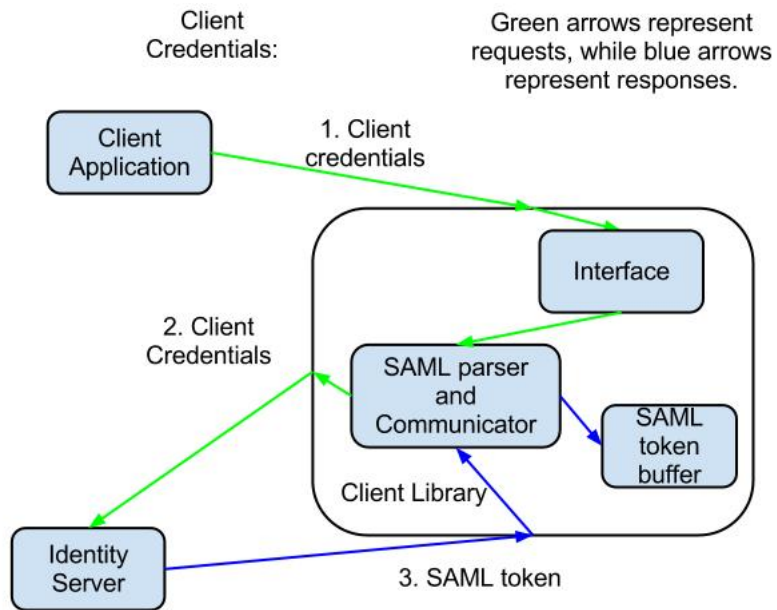 Client
Credentials:
Green arrows represent
requests, while blue arrows
represent responses.
Client
Application
1. Client
credentials
Interface
2. Client
Credentials
SAML parser
and
Communicator
SAML
token
buffer
Client Library
Identity
Server
3. SAML token